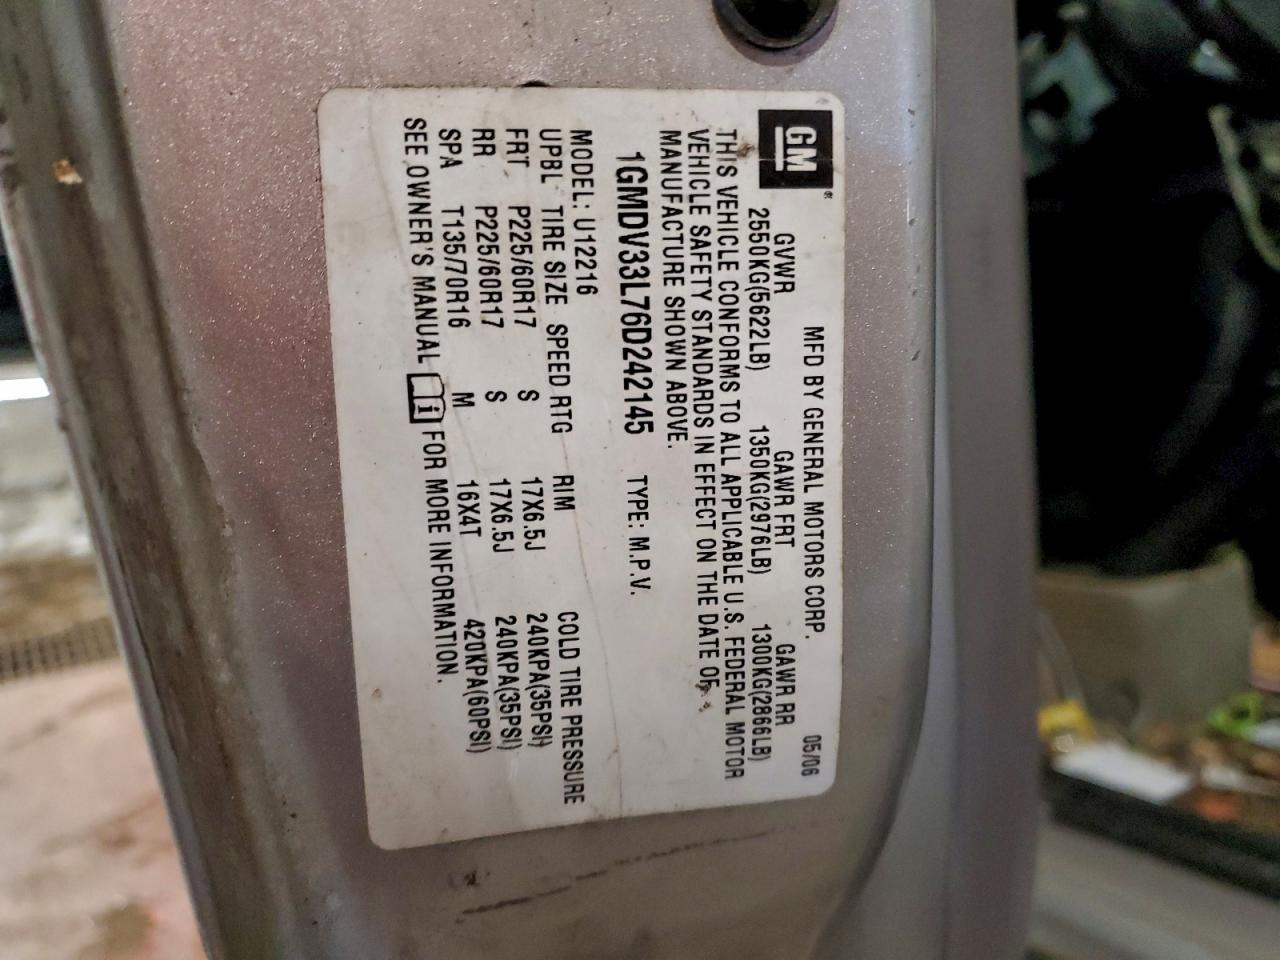 GM®
MFD BY GENERAL MOTORS CORP. 05/06
GVWR GAWR FRT GAWR RR
2550KG(5622LB) 1350KG(2976LB) 1300KG(2866LB)
THIS VEHICLE CONFORMS TO ALL APPLICABLE U.S. FEDERAL MOTOR
VEHICLE SAFETY STANDARDS IN EFFECT ON THE DATE OF
MANUFACTURE SHOWN ABOVE.
1GMDV33L76D242145 TYPE: M.P.V.
MODEL: U12216
UPBL TIRE SIZE SPEED RTG RIM COLD TIRE PRESSURE
FRT P225/60R17 S 17X6.5J 240KPA(35PSI)
RR P225/60R17 S 17X6.5J 240KPA(35PSI)
SPA T135/70R16 M 16X4T 420KPA(60PSI)
SEE OWNER'S MANUAL i FOR MORE INFORMATION.